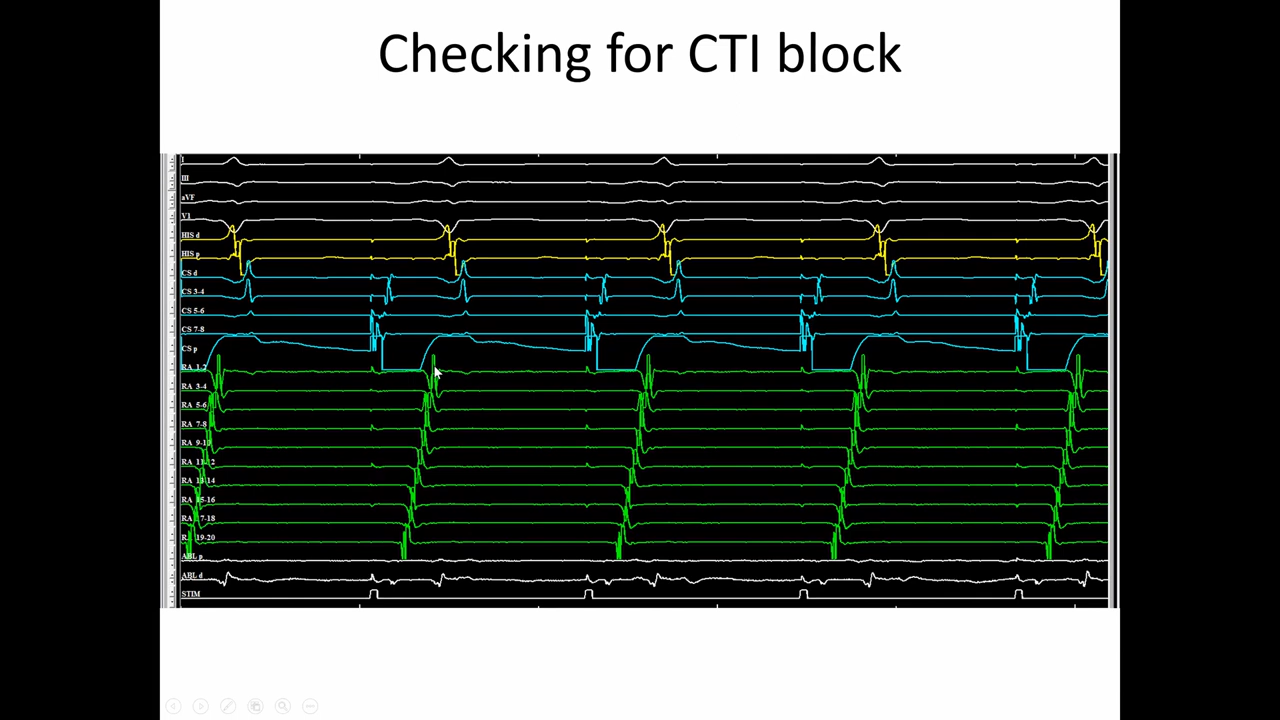 Checking for CTI block
I
III
aVF
V1
HIS d
HIS p
CS d
CS 3-4
CS 5-6
CS 7-8
CS p
RA 1-2
RA 3-4
RA 5-6
RA 7-8
RA 9-10
RA 11-12
RA 13-14
RA 15-16
RA 17-18
RA 19-20
ABL p
ABL d
STIM